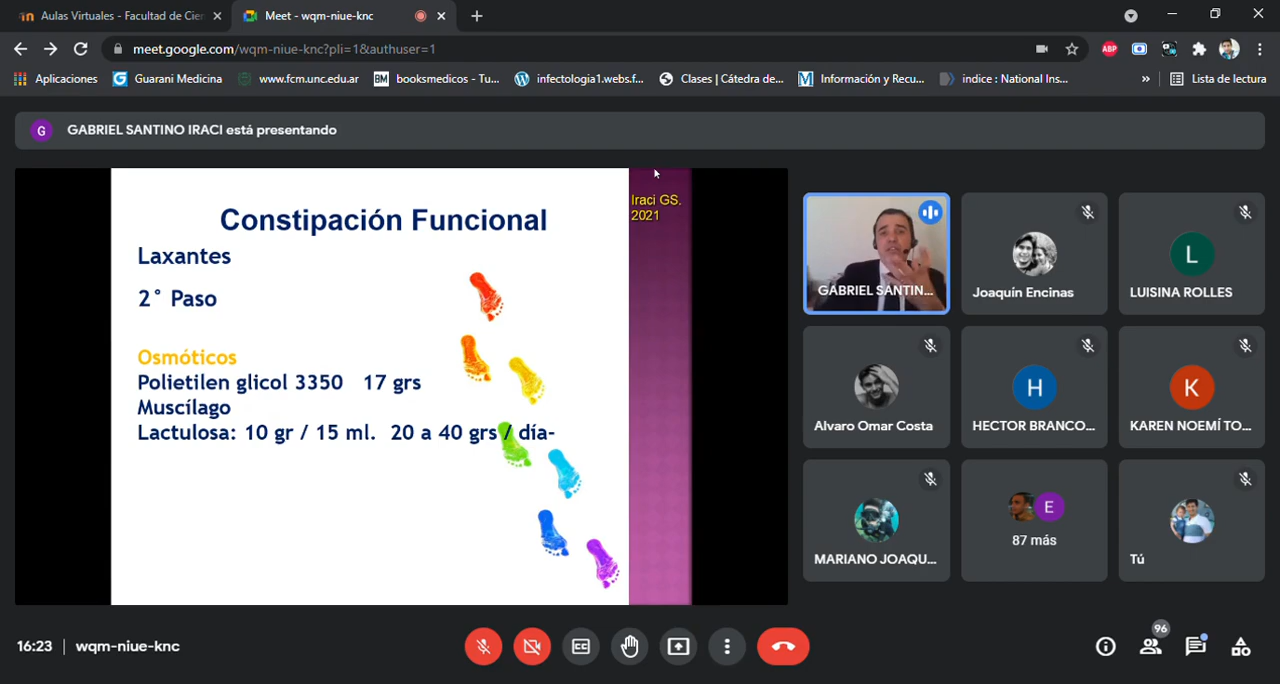 Aulas Virtuales - Facultad de Cien
Meet - wqm-niue-knc
meet.google.com/wqm-niue-knc?pli=1&authuser=1
ABP
Aplicaciones
Guarani Medicina
www.fcm.unc.edu.ar
BM booksmedicos - Tu...
infectologia1.webs.f...
Clases | Cátedra de...
Información y Recu...
indice : National Ins...
»
Lista de lectura
G GABRIEL SANTINO IRACI está presentando
Constipación Funcional
Laxantes
2° Paso
Osmóticos
Polietilen glicol 3350 17 grs
Muscílago
Lactulosa: 10 gr / 15 ml. 20 a 40 grs / día-
Iraci GS.
2021
GABRIEL SANTIN...
Joaquín Encinas
L
LUISINA ROLLES
Alvaro Omar Costa
H
HECTOR BRANCO...
K
KAREN NOEMÍ TO...
MARIANO JOAQU...
E
87 más
Tú
16:23 | wqm-niue-knc
96